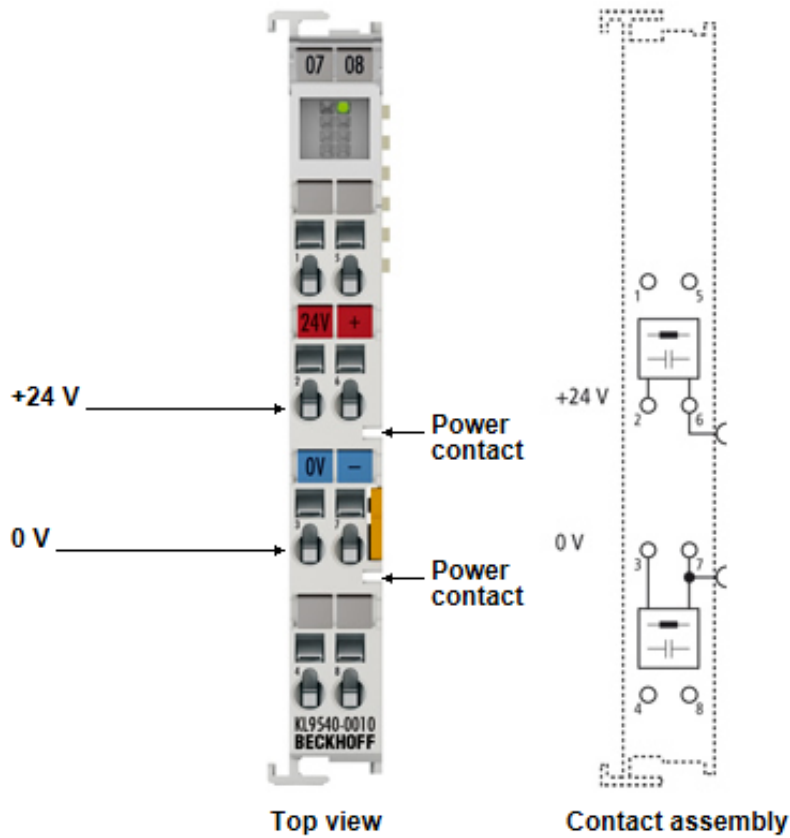 07 08
1 5
24V +
2 6
+24 V
Power
contact
0V −
3 7
0 V
Power
contact
4 8
KL9540-0010
BECKHOFF
Top view
1 5
+24 V
2 6
0 V
3 7
4 8
Contact assembly